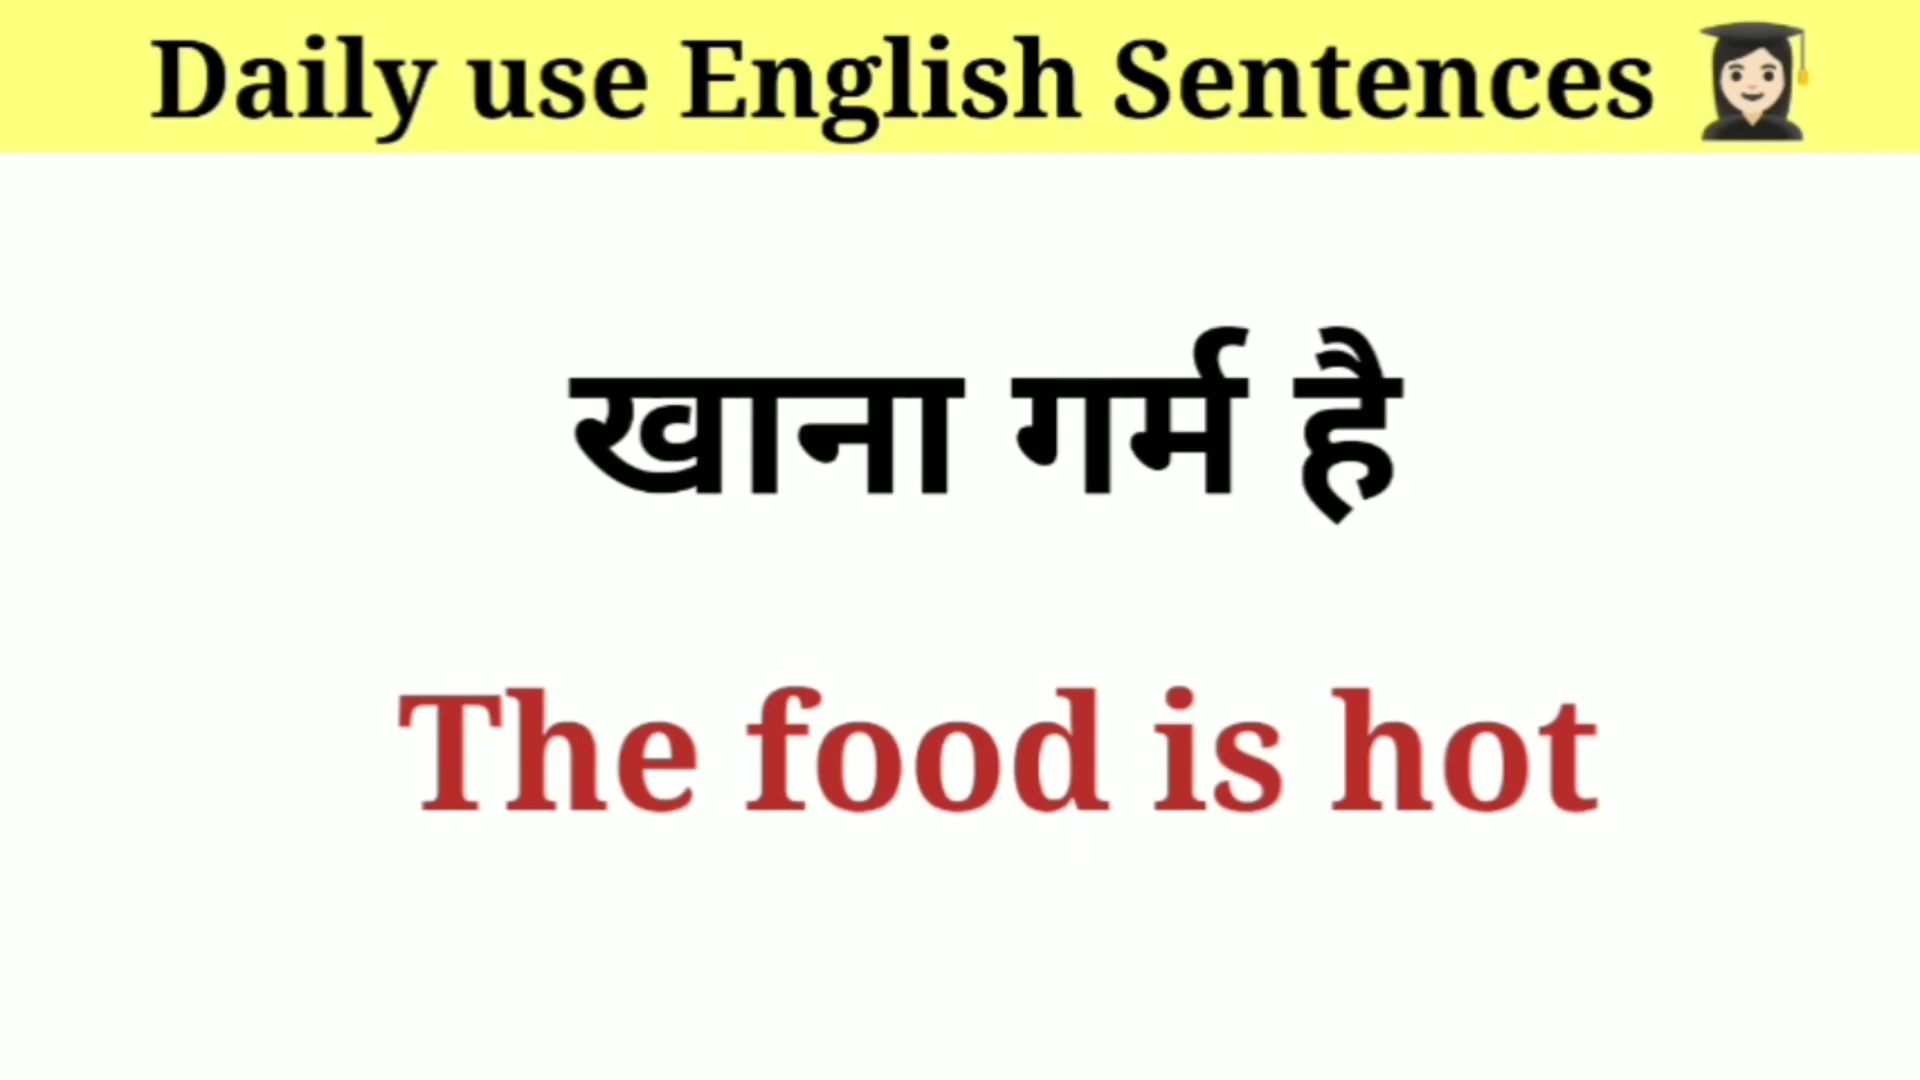 Daily use English Sentences 👩🏻‍🎓
खाना गर्म है
The food is hot